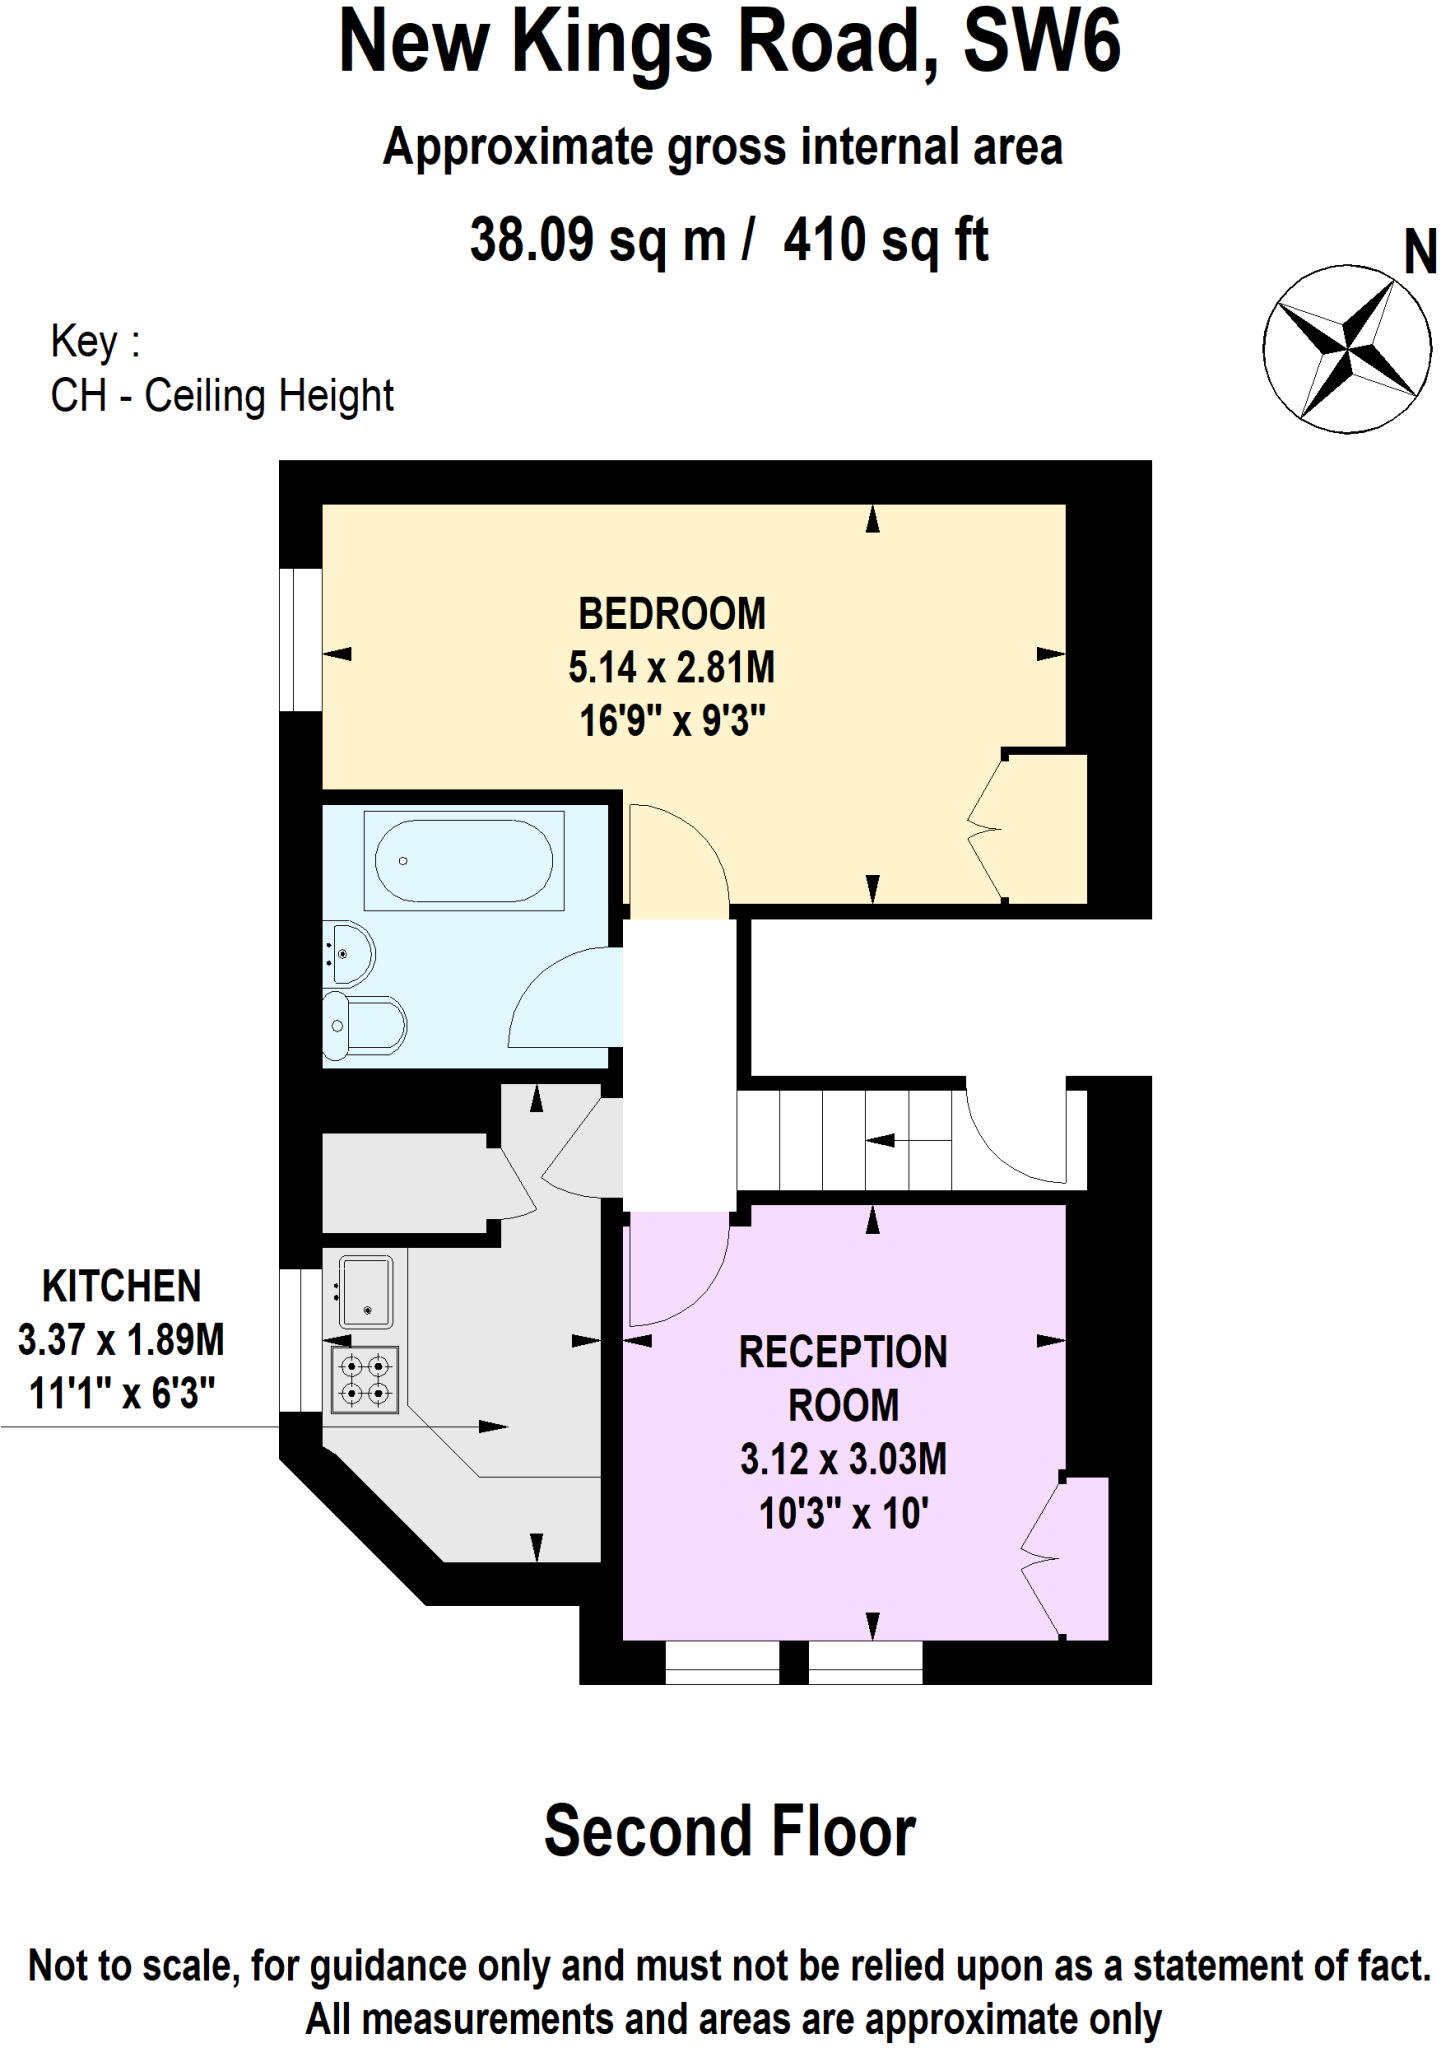 New Kings Road, SW6
Approximate gross internal area
38.09 sq m / 410 sq ft
N
Key :
CH - Ceiling Height
BEDROOM
5.14 x 2.81M
16'9" x 9'3"
KITCHEN
3.37 x 1.89M
11'1" x 6'3"
RECEPTION
ROOM
3.12 x 3.03M
10'3" x 10'
Second Floor
Not to scale, for guidance only and must not be relied upon as a statement of fact.
All measurements and areas are approximate only